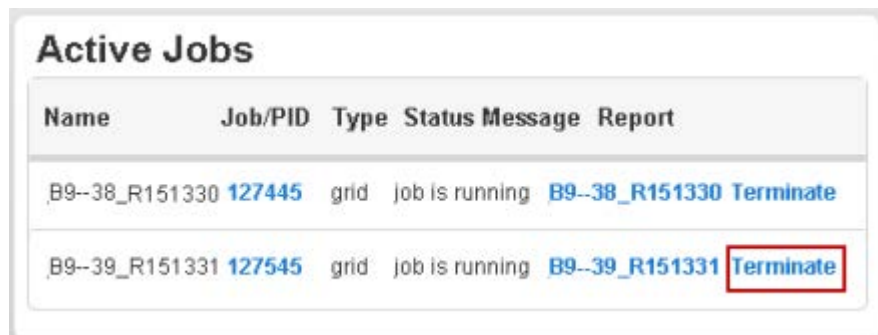 Active Jobs
Name Job/PID Type Status Message Report
B9--38_R151330 127445 grid job is running B9--38_R151330 Terminate
B9--39_R151331 127545 grid job is running B9--39_R151331 Terminate